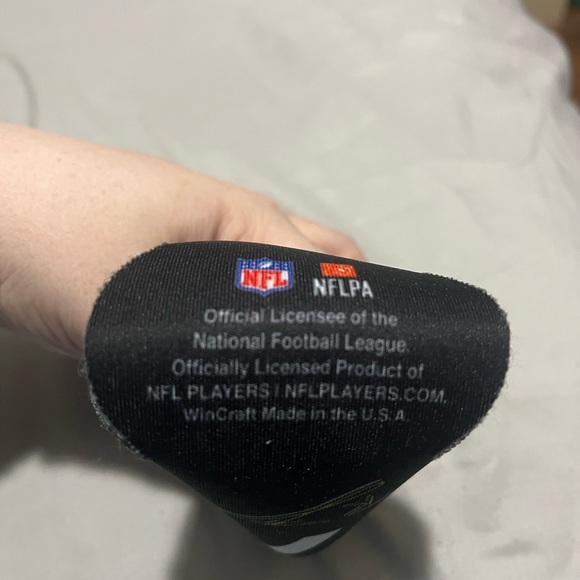 NFL
NFLPA
Official Licensee of the
National Football League.
Officially Licensed Product of
NFL PLAYERS | NFLPLAYERS.COM.
WinCraft Made in the U.S.A.